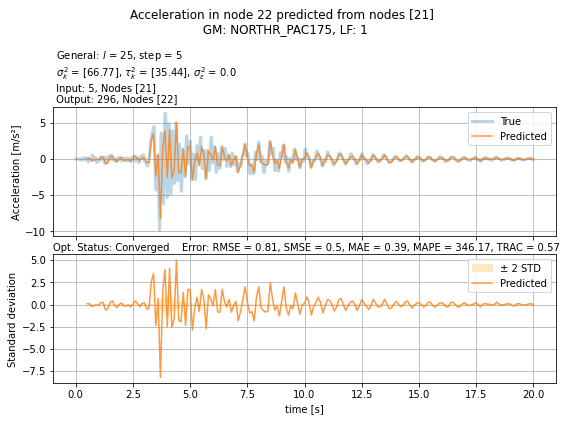 Acceleration in node 22 predicted from nodes [21]
GM: NORTHR_PAC175, LF: 1
General: l = 25, step = 5
σ²ₖ = [66.77], τ²ₖ = [35.44], σ²ε = 0.0
Input: 5, Nodes [21]
Output: 296, Nodes [22]
True
Predicted
5
0
−5
−10
Acceleration [m/s²]
Opt. Status: Converged    Error: RMSE = 0.81, SMSE = 0.5, MAE = 0.39, MAPE = 346.17, TRAC = 0.57
± 2 STD
Predicted
5.0
2.5
0.0
−2.5
−5.0
−7.5
Standard deviation
0.0 2.5 5.0 7.5 10.0 12.5 15.0 17.5 20.0
time [s]